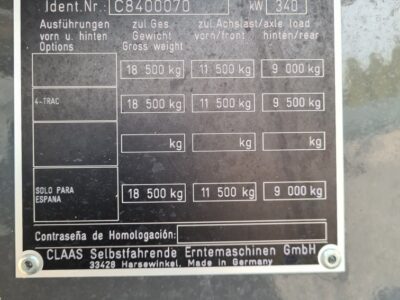 Ident.Nr. C8400070 kW 340
Ausführungen zul Ges zul Achslast/axle load
vorn u. hinten Gewicht vorn/front hinten/rear
Options Gross weight
18 500 kg 11 500 kg 9 000 kg
4-TRAC 18 500 kg 11 500 kg 9 500 kg
kg kg kg
SOLO PARA 18 500 kg 11 500 kg 9 000 kg
ESPANA
Contraseña de Homologación:
CLAAS Selbstfahrende Erntemaschinen GmbH
33428 Harsewinkel, Made in Germany